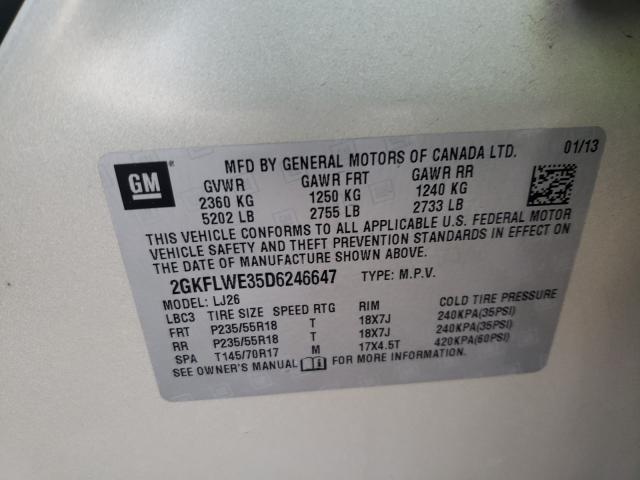 GM
MFD BY GENERAL MOTORS OF CANADA LTD. 01/13
GVWR GAWR FRT GAWR RR
2360 KG 1250 KG 1240 KG
5202 LB 2755 LB 2733 LB
THIS VEHICLE CONFORMS TO ALL APPLICABLE U.S. FEDERAL MOTOR
VEHICLE SAFETY AND THEFT PREVENTION STANDARDS IN EFFECT ON
THE DATE OF MANUFACTURE SHOWN ABOVE.
2GKFLWE35D6246647 TYPE: M.P.V.
MODEL: LJ26
LBC3 TIRE SIZE SPEED RTG RIM COLD TIRE PRESSURE
FRT P235/55R18 T 18X7J 240KPA(35PSI)
RR P235/55R18 T 18X7J 240KPA(35PSI)
SPA T145/70R17 M 17X4.5T 420KPA(60PSI)
SEE OWNER'S MANUAL FOR MORE INFORMATION.